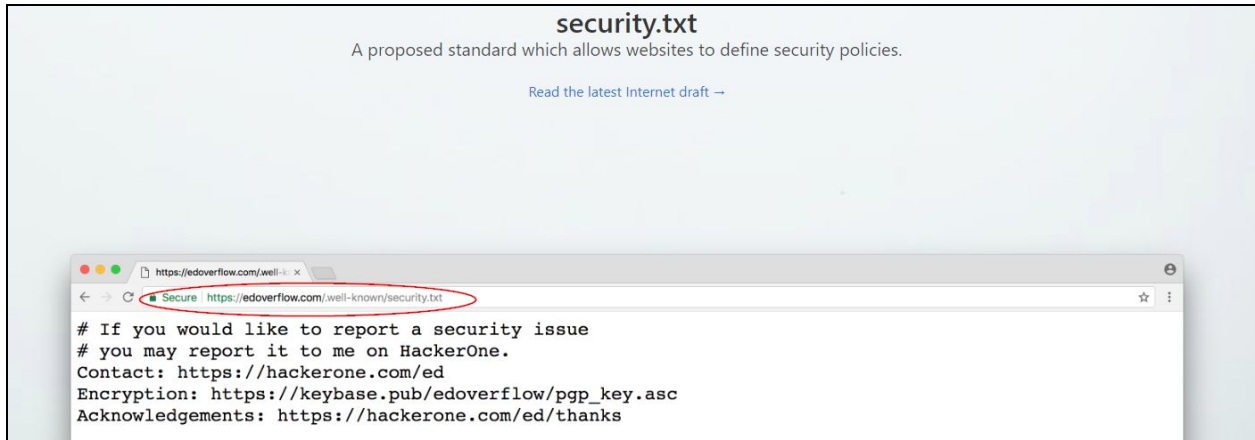 security.txt
A proposed standard which allows websites to define security policies.
Read the latest Internet draft →
https://edoverflow.com/.well-k
Secure https://edoverflow.com/.well-known/security.txt
# If you would like to report a security issue
# you may report it to me on HackerOne.
Contact: https://hackerone.com/ed
Encryption: https://keybase.pub/edoverflow/pgp_key.asc
Acknowledgements: https://hackerone.com/ed/thanks